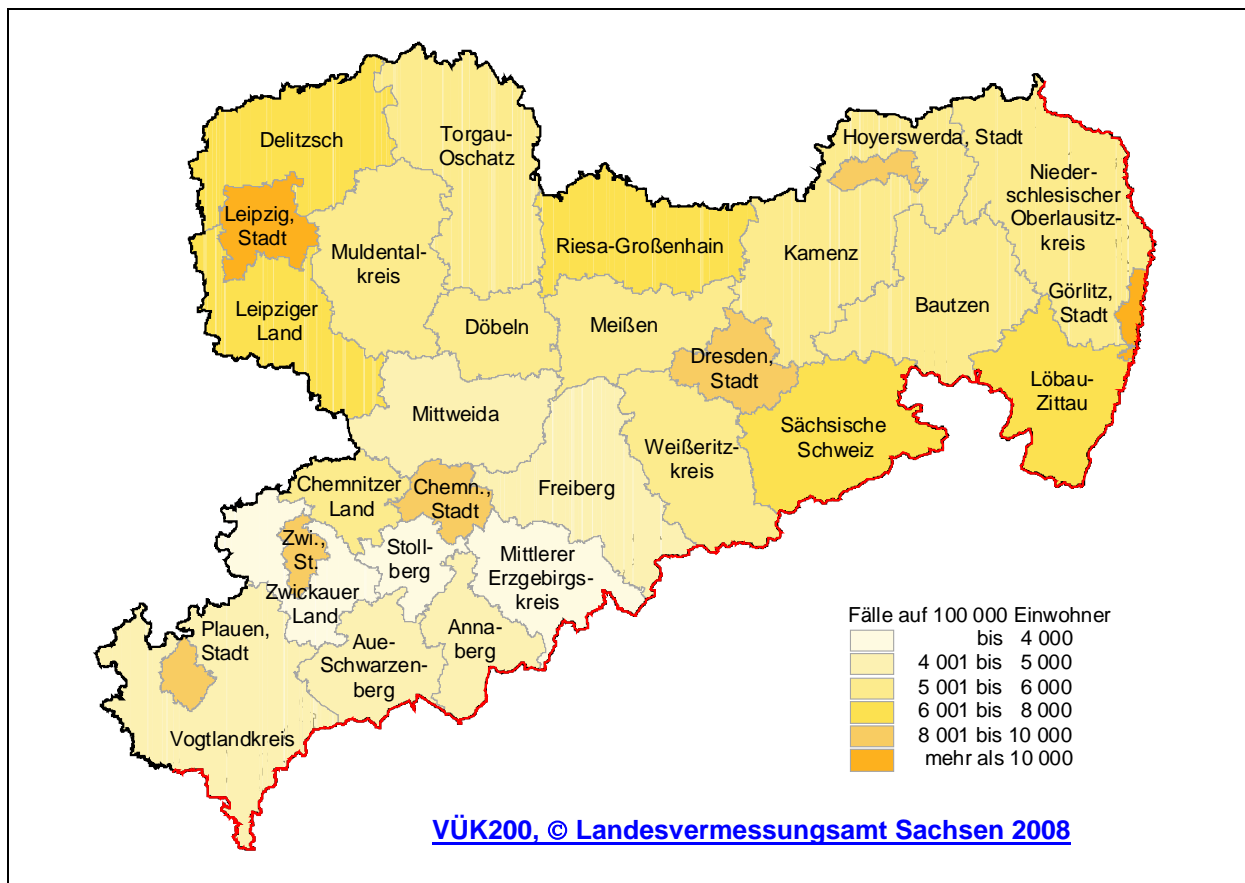 Delitzsch
Torgau-
Oschatz
Hoyerswerda, Stadt
Nieder-
schlesischer
Oberlausitz-
kreis
Leipzig,
Stadt
Muldental-
kreis
Riesa-Großenhain
Kamenz
Leipziger
Land
Döbeln
Meißen
Bautzen
Görlitz,
Stadt
Dresden,
Stadt
Löbau-
Zittau
Mittweida
Sächsische
Schweiz
Weißeritz-
kreis
Chemnitzer
Land
Chemn.,
Stadt
Freiberg
Zwi.,
St.
Stoll-
berg
Mittlerer
Erzgebirgs-
kreis
Zwickauer
Land
Plauen,
Stadt
Aue-
Schwarzen-
berg
Anna-
berg
Vogtlandkreis
Fälle auf 100 000 Einwohner
bis 4 000
4 001 bis 5 000
5 001 bis 6 000
6 001 bis 8 000
8 001 bis 10 000
mehr als 10 000
VÜK200, © Landesvermessungsamt Sachsen 2008